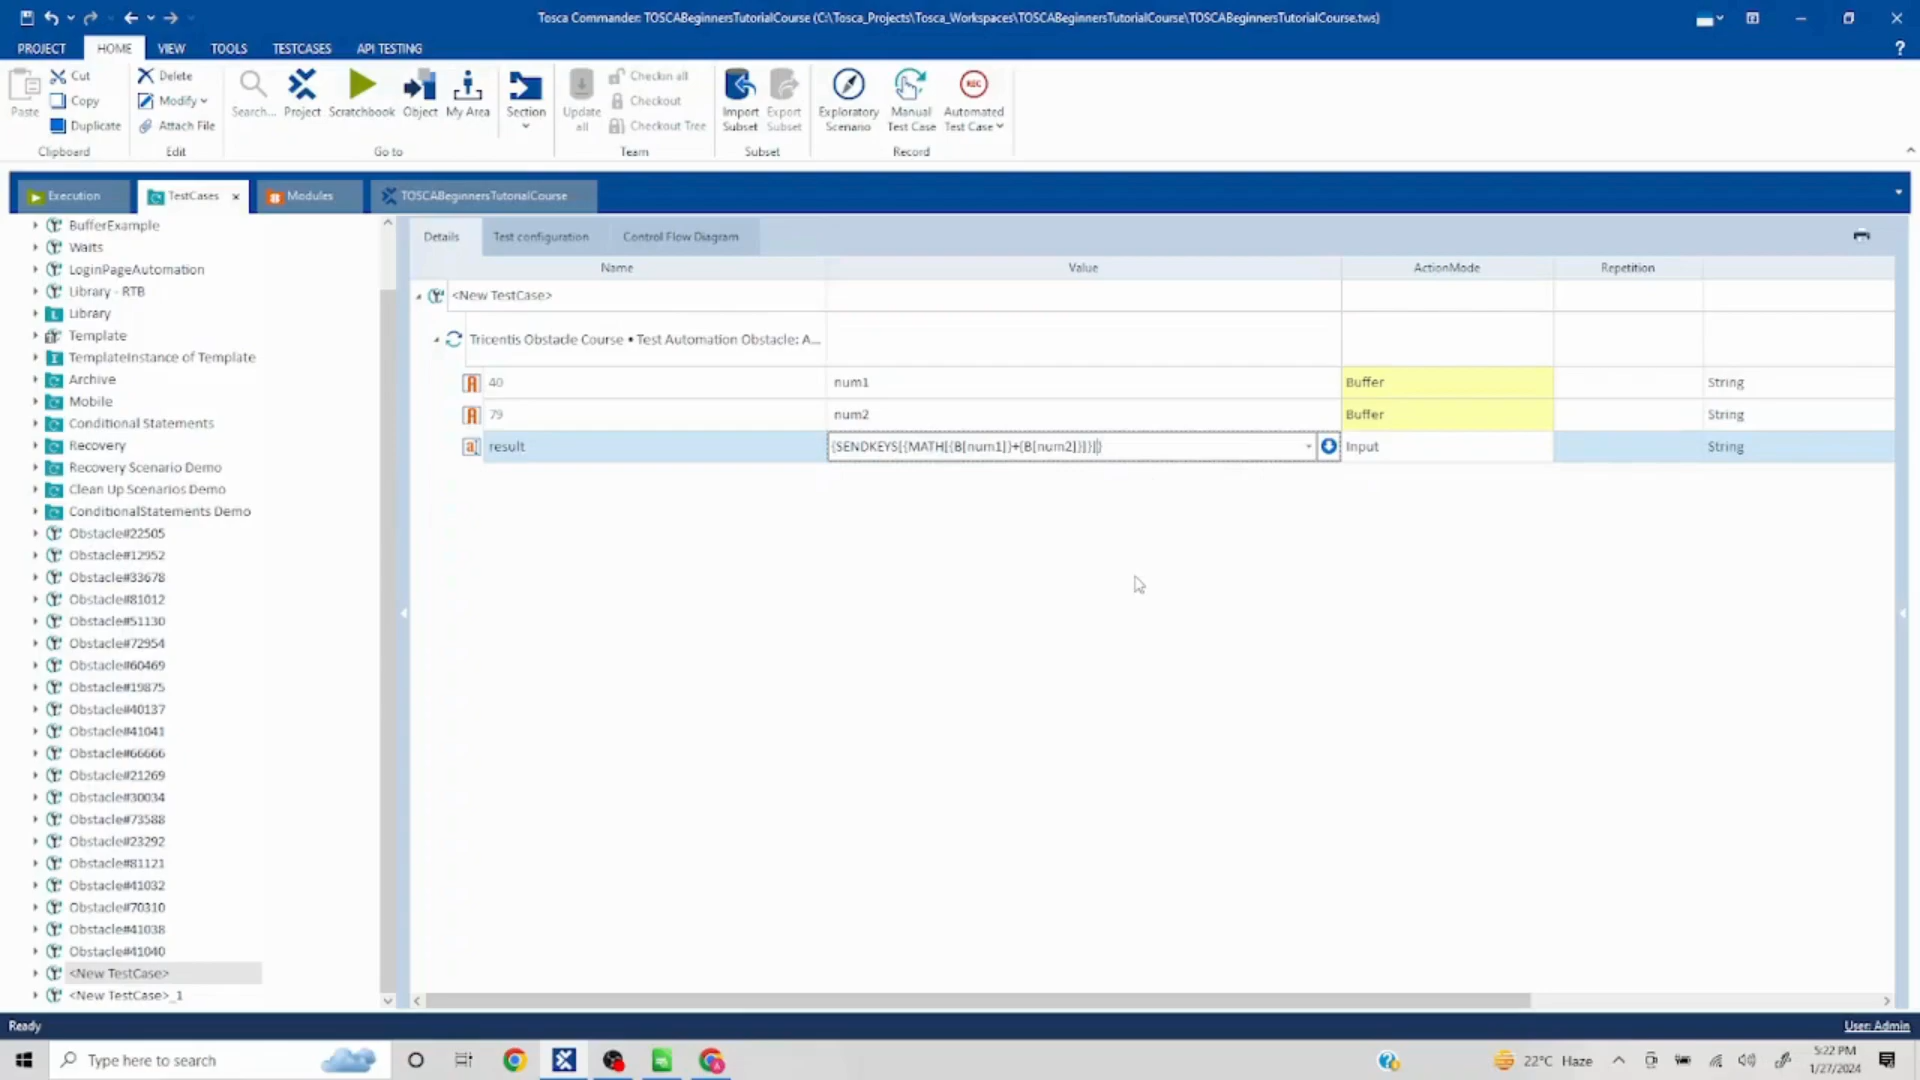 Tosca Commander: TOSCABeginnersTutorialCourse (C:\Tosca_Projects\Tosca_Workspaces\TOSCABeginnersTutorialCourse\TOSCABeginnersTutorialCourse.tws)
PROJECT HOME VIEW TOOLS TESTCASES API TESTING ?
Paste Cut Copy Duplicate
Delete Modify Attach File
Search... Project Scratchbook Object My Area Section
Update all Checkin all Checkout Checkout Tree
Import Subset Export Subset
Exploratory Scenario Manual Test Case REC Automated Test Case
Clipboard Edit Go to Team Subset Record
Execution TestCases x Modules TOSCABeginnersTutorialCourse
BufferExample
Waits
LoginPageAutomation
Library - RTB
Library
Template
TemplateInstance of Template
Archive
Mobile
Conditional Statements
Recovery
Recovery Scenario Demo
Clean Up Scenarios Demo
ConditionalStatements Demo
Obstacle#22505
Obstacle#12952
Obstacle#33678
Obstacle#81012
Obstacle#51130
Obstacle#72954
Obstacle#60469
Obstacle#19875
Obstacle#40137
Obstacle#41041
Obstacle#66666
Obstacle#21269
Obstacle#30034
Obstacle#73588
Obstacle#23292
Obstacle#81121
Obstacle#41032
Obstacle#70310
Obstacle#41038
Obstacle#41040
<New TestCase>
<New TestCase>_1
Details Test configuration Control Flow Diagram
Name Value ActionMode Repetition
<New TestCase>
Tricentis Obstacle Course • Test Automation Obstacle: A...
40 num1 Buffer String
79 num2 Buffer String
result {SENDKEYS[{MATH[{B[num1]}+{B[num2]}]}]} Input String
Ready User: Admin
Type here to search 22°C Haze 5:22 PM
1/27/2024